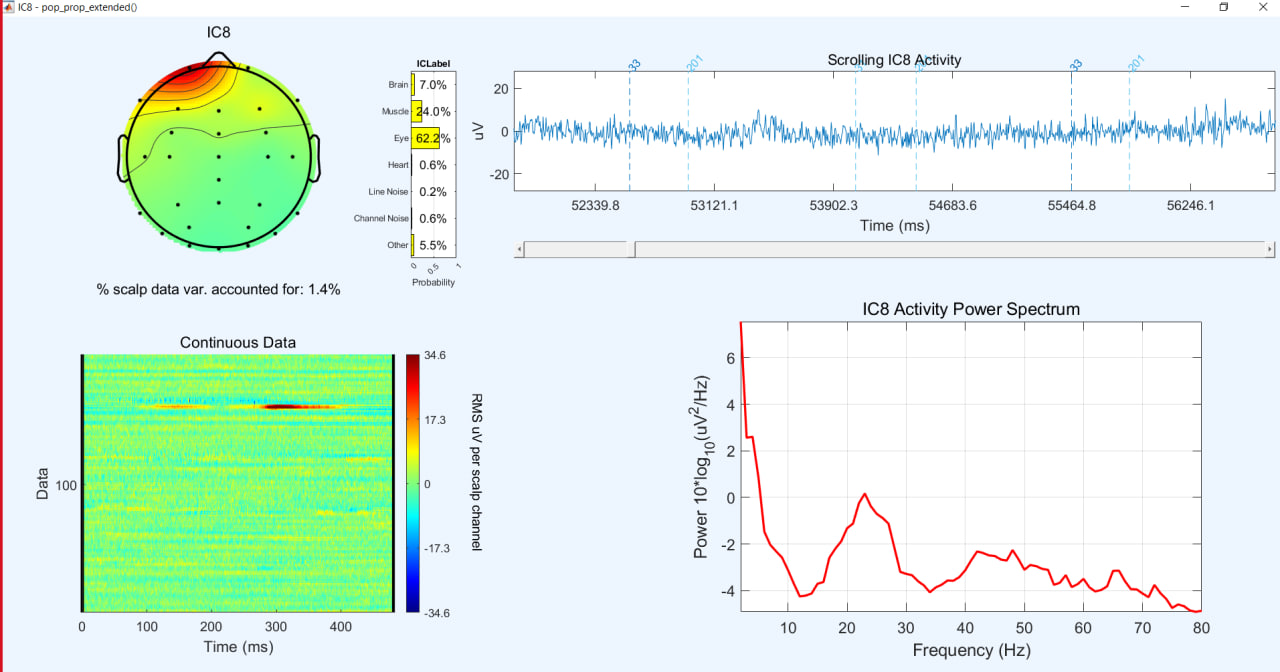 IC8 - pop_prop_extended()
IC8
ICLabel
Brain 7.0%
Muscle 24.0%
Eye 62.2%
Heart 0.6%
Line Noise 0.2%
Channel Noise 0.6%
Other 5.5%
0 0.5 1
Probability
% scalp data var. accounted for: 1.4%
Scrolling IC8 Activity
33 201 33 201
20
0
-20
uV
52339.8 53121.1 53902.3 54683.6 55464.8 56246.1
Time (ms)
Continuous Data
Data
100
0 100 200 300 400
Time (ms)
34.6
17.3
0
-17.3
-34.6
RMS uV per scalp channel
IC8 Activity Power Spectrum
Power 10*log10(uV2/Hz)
6
4
2
0
-2
-4
10 20 30 40 50 60 70 80
Frequency (Hz)